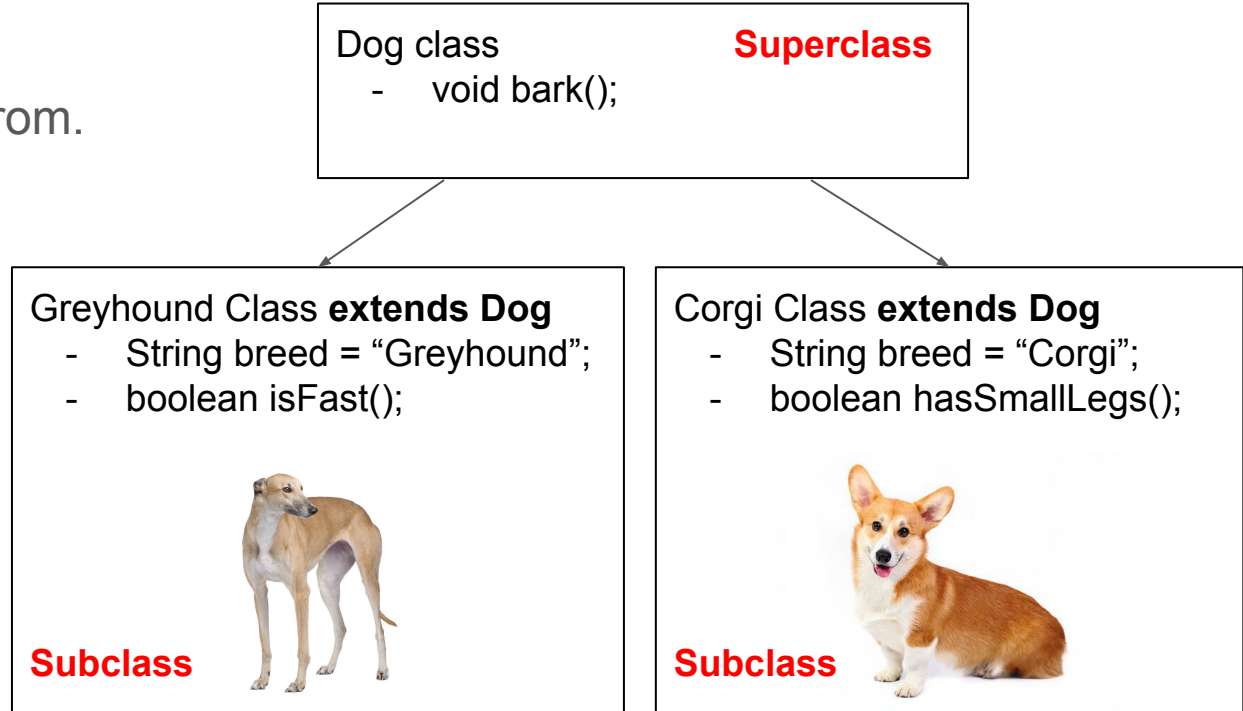 Dog class Superclass
- void bark();
rom.
Greyhound Class extends Dog
- String breed = “Greyhound”;
- boolean isFast();
Subclass
Corgi Class extends Dog
- String breed = “Corgi”;
- boolean hasSmallLegs();
Subclass